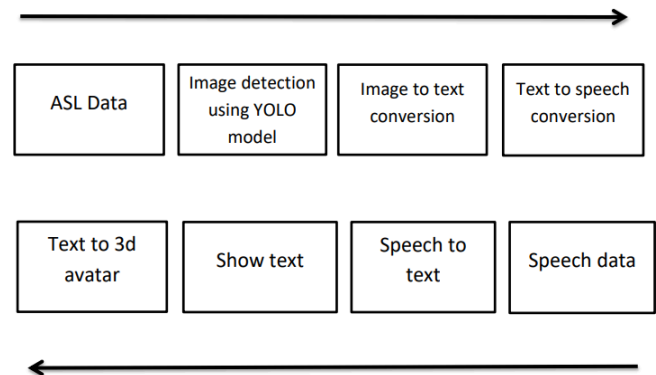 ASL Data
Image detection
using YOLO
model
Image to text
conversion
Text to speech
conversion
Text to 3d
avatar
Show text
Speech to
text
Speech data